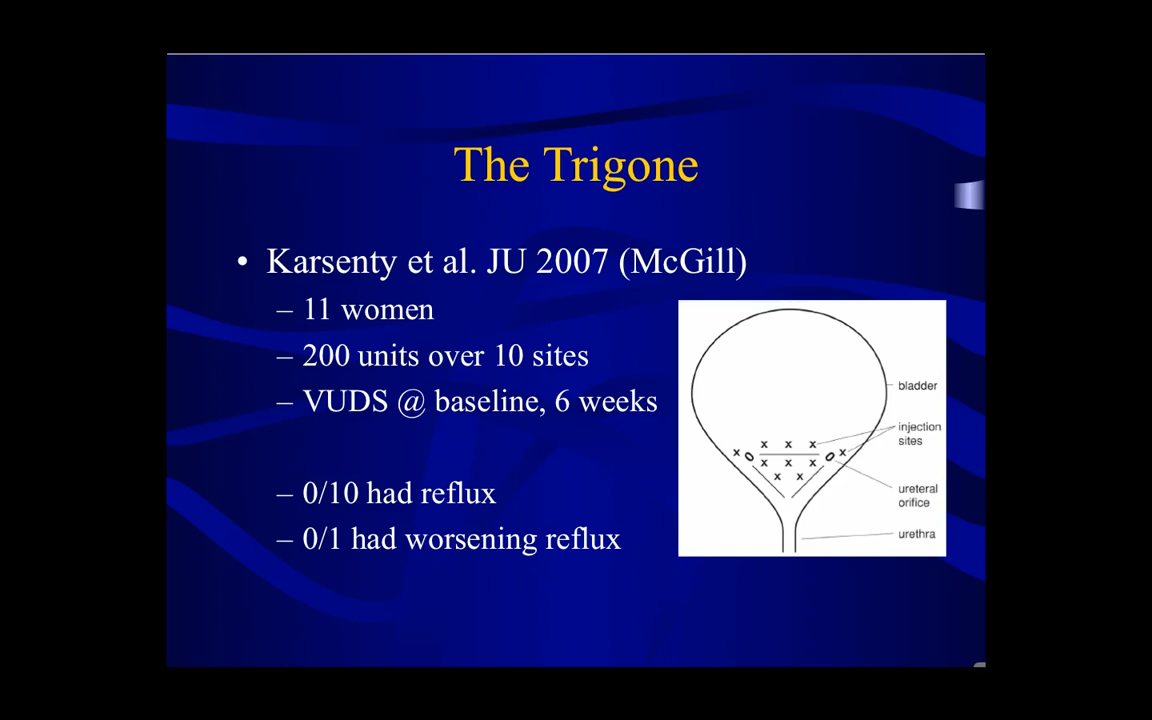 The Trigone
• Karsenty et al. JU 2007 (McGill)
– 11 women
– 200 units over 10 sites
– VUDS @ baseline, 6 weeks
– 0/10 had reflux
– 0/1 had worsening reflux
bladder
injection
sites
ureteral
orifice
urethra
x x x
x x
x x x
x x